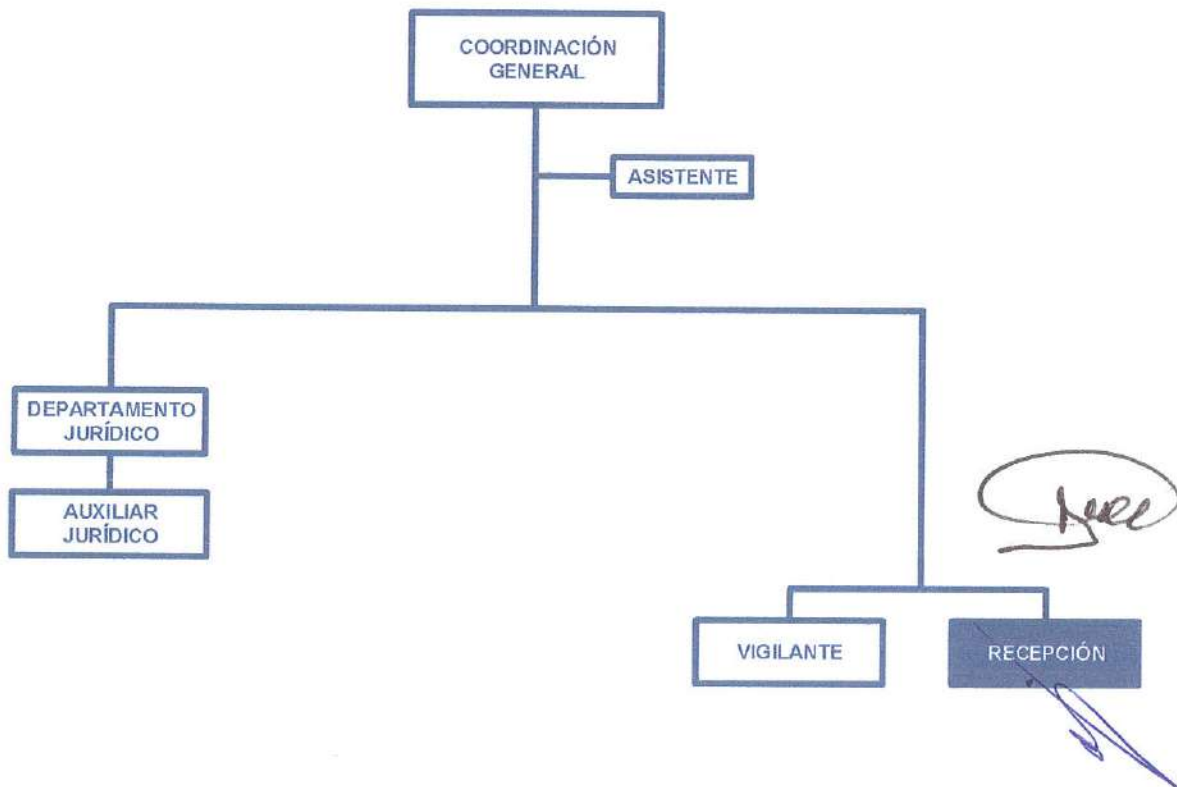 COORDINACIÓN
GENERAL
ASISTENTE
DEPARTAMENTO
JURÍDICO
AUXILIAR
JURÍDICO
VIGILANTE
RECEPCIÓN